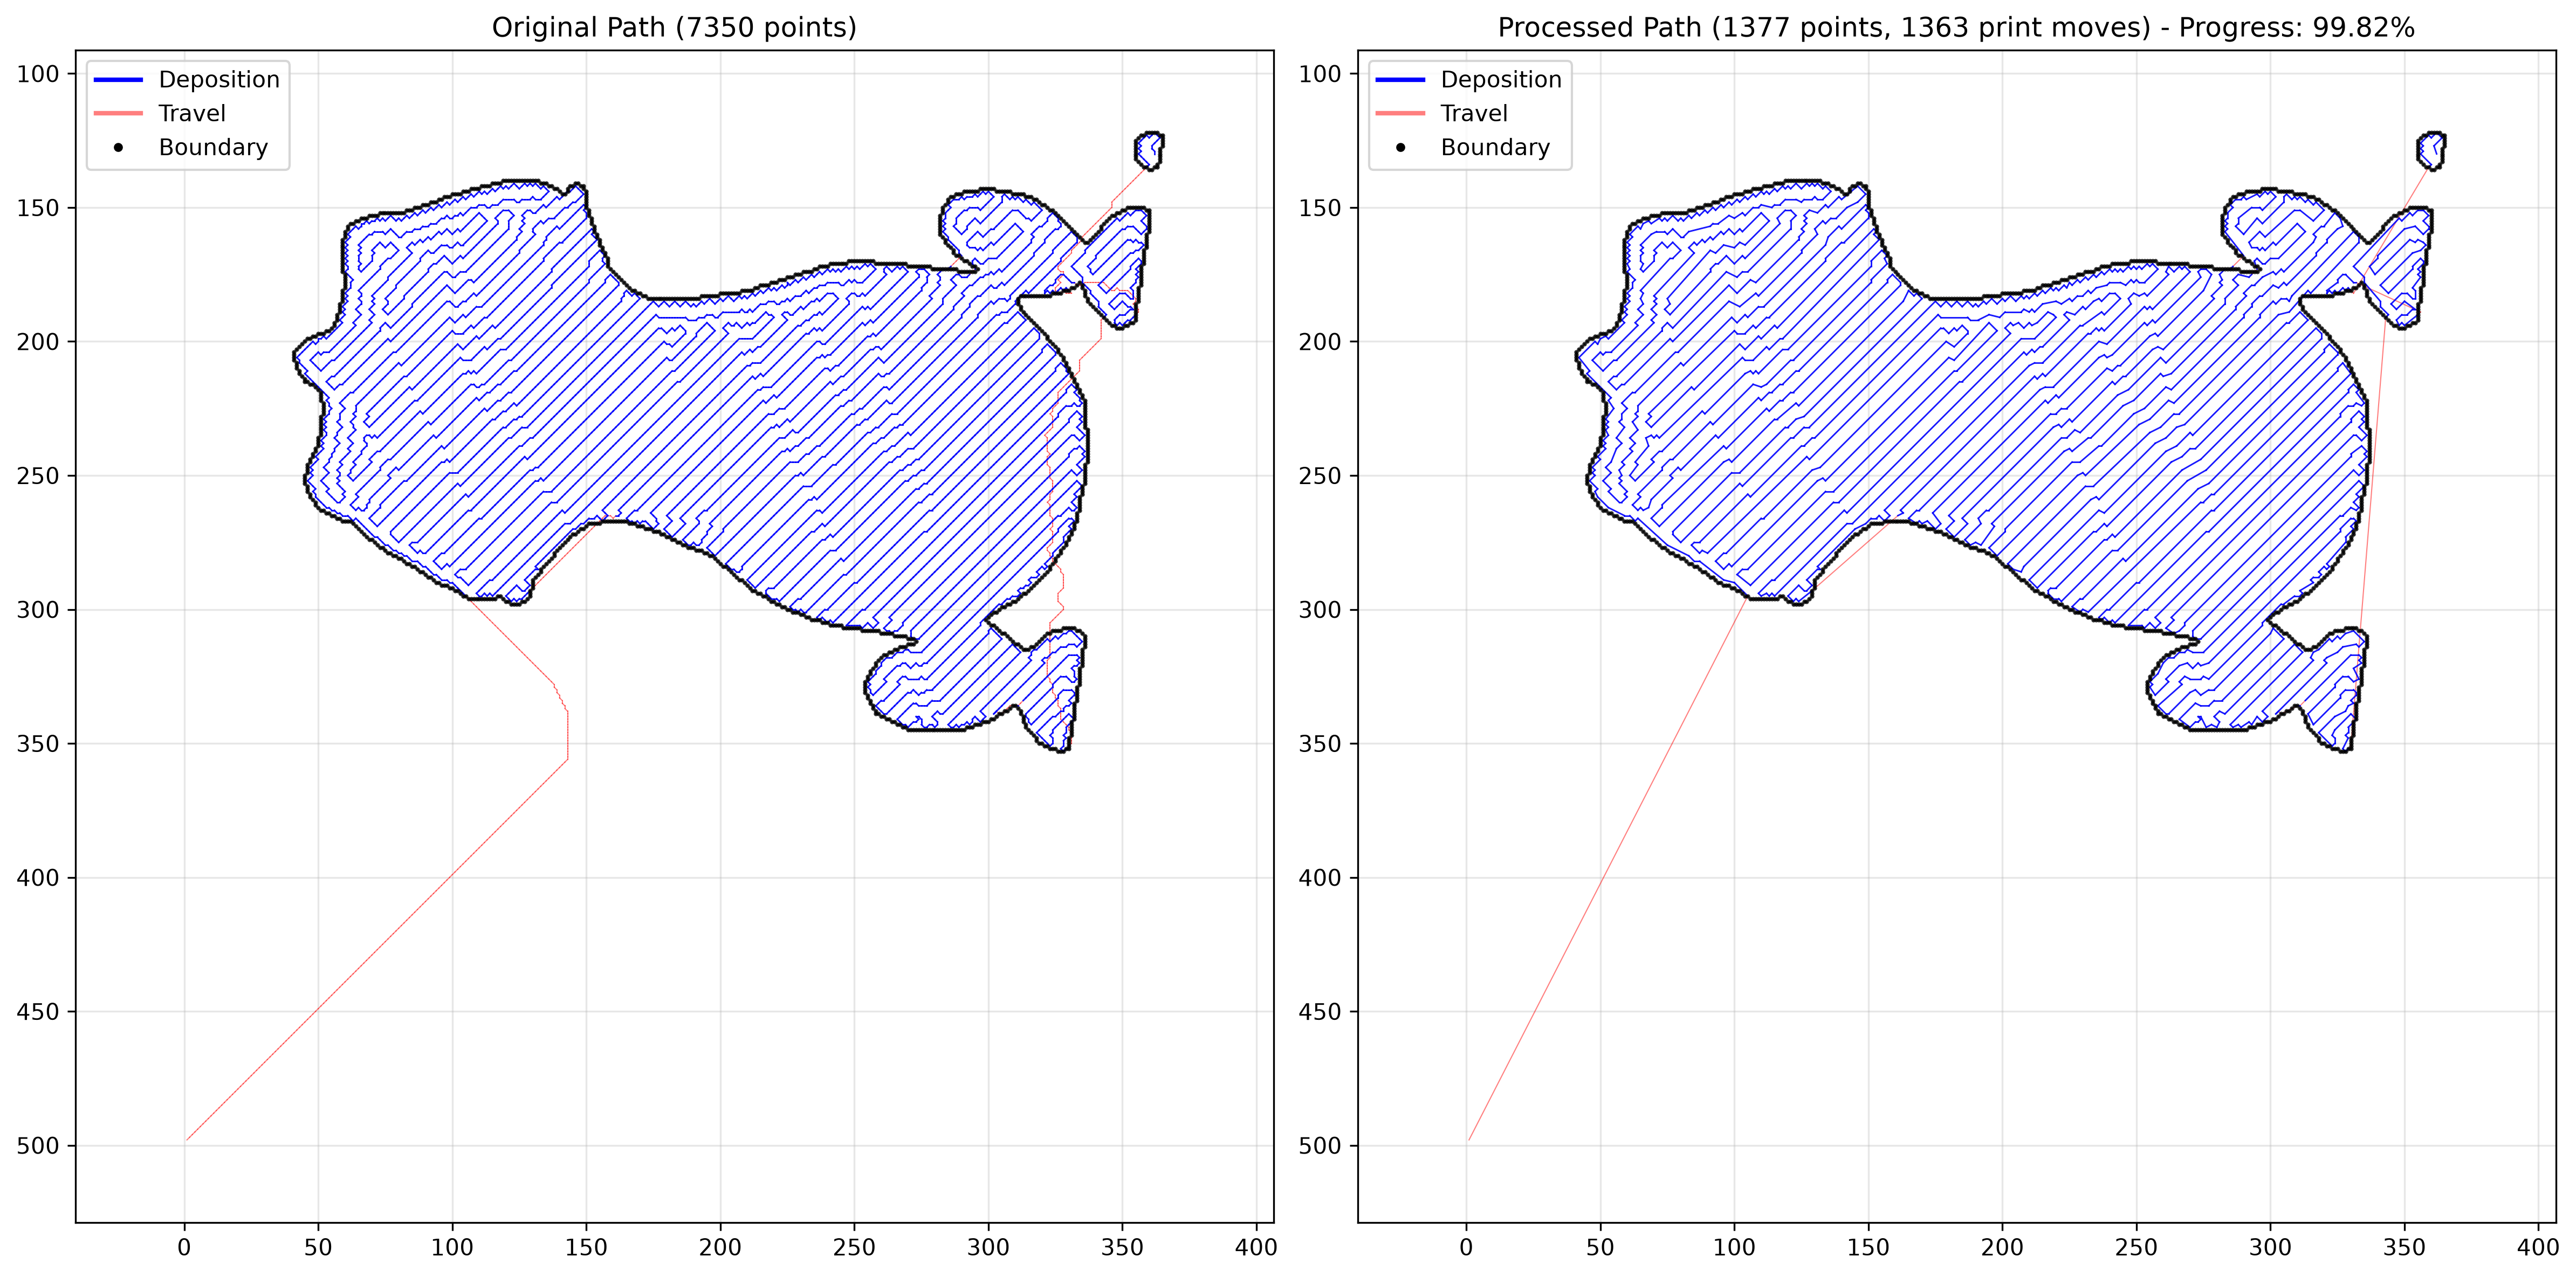 Original Path (7350 points)
Deposition
Travel
Boundary
100
150
200
250
300
350
400
450
500
0 50 100 150 200 250 300 350 400
Processed Path (1377 points, 1363 print moves) - Progress: 99.82%
Deposition
Travel
Boundary
100
150
200
250
300
350
400
450
500
0 50 100 150 200 250 300 350 400